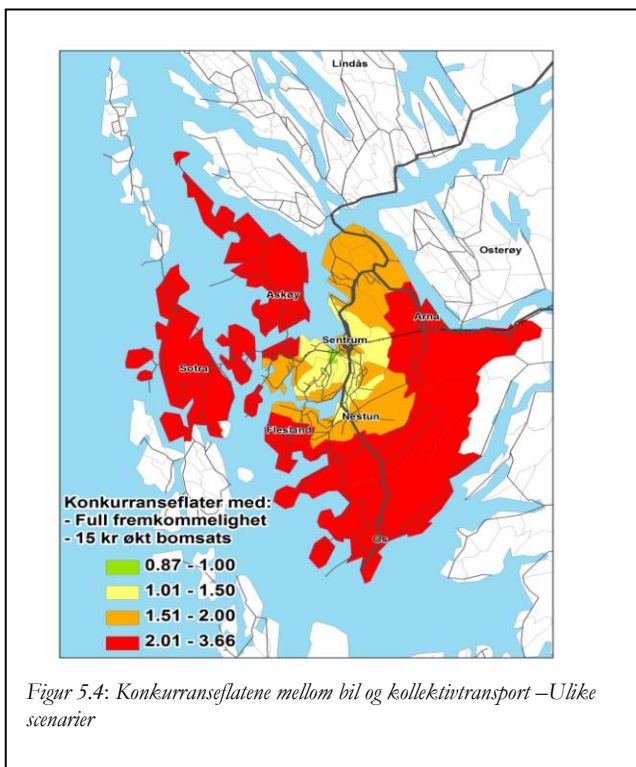 Lindås
Osterøy
Askøy
Arna
Sentrum
Sotra
Nestun
Flesland
Os
Konkurranseflater med:
- Full fremkommelighet
- 15 kr økt bomsats
0.87 - 1.00
1.01 - 1.50
1.51 - 2.00
2.01 - 3.66
Figur 5.4: Konkurranseflatene mellom bil og kollektivtransport –Ulike
scenarier